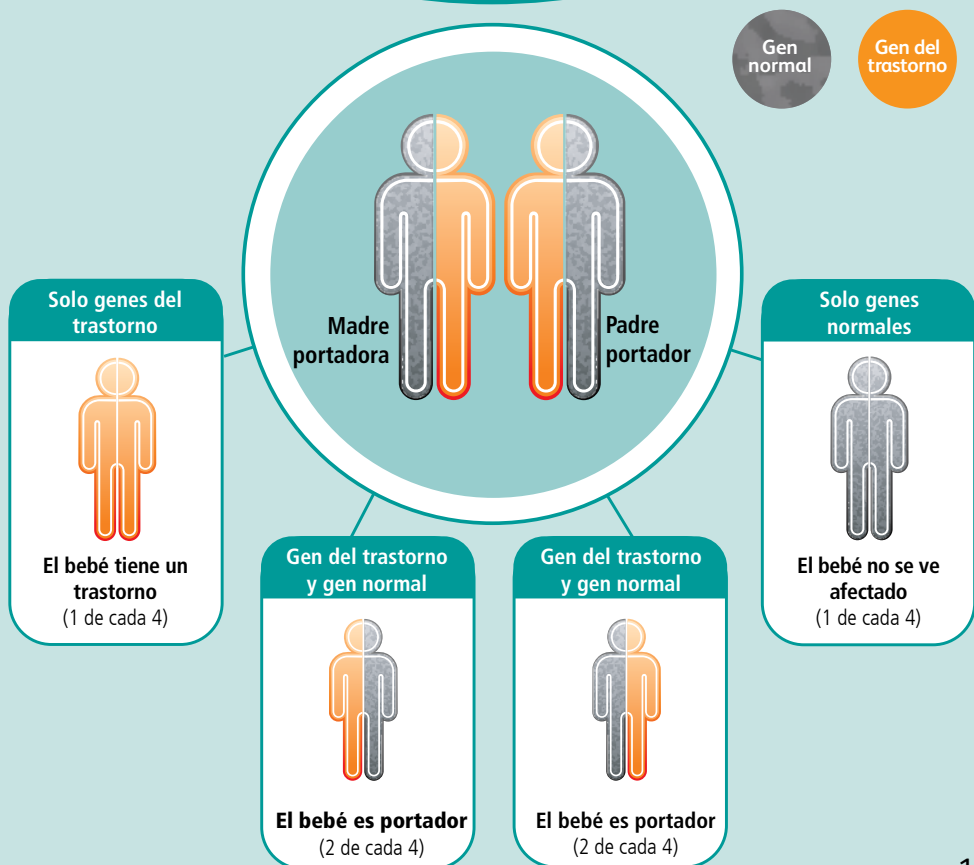 Gen
normal
Gen del
trastorno
Madre
portadora
Padre
portador
Solo genes del
trastorno
El bebé tiene un
trastorno
(1 de cada 4)
Gen del trastorno
y gen normal
El bebé es portador
(2 de cada 4)
Gen del trastorno
y gen normal
El bebé es portador
(2 de cada 4)
Solo genes
normales
El bebé no se ve
afectado
(1 de cada 4)